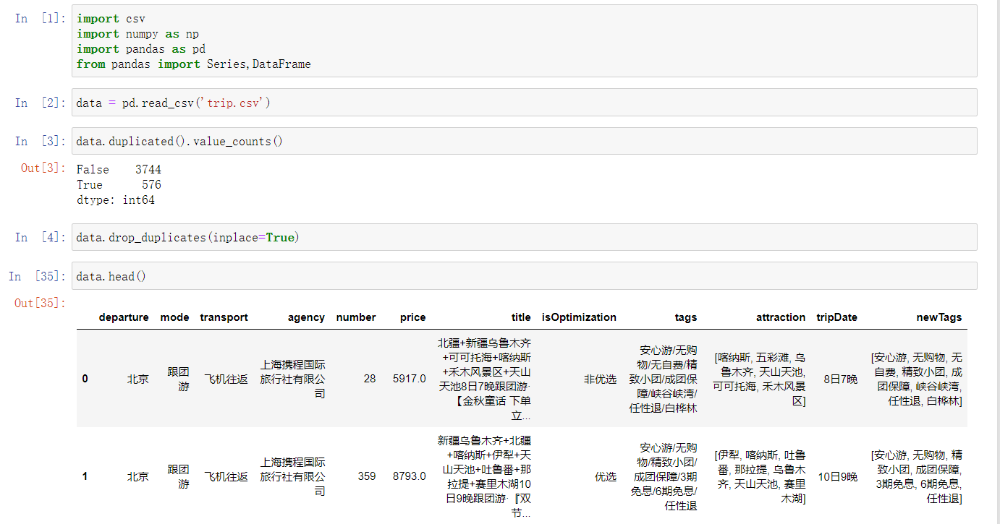 In [1]:
import csv
import numpy as np
import pandas as pd
from pandas import Series,DataFrame
In [2]:
data = pd.read_csv('trip.csv')
In [3]:
data.duplicated().value_counts()
Out[3]:
False    3744
True      576
dtype: int64
In [4]:
data.drop_duplicates(inplace=True)
In [35]:
data.head()
Out[35]:
departure mode transport agency number price title isOptimization tags attraction tripDate newTags
0
北京
跟团
游
飞机往返
上海携程国际
旅行社有限公
司
28
5917.0
北疆+新疆乌鲁木齐
+可可托海+喀纳斯
+禾木风景区+天山
天池8日7晚跟团游·
【金秋童话 下单
立...
非优选
安心游/无购
物/无自费/精
致小团/成团保
障/峡谷峡湾/
任性退/白桦林
[喀纳斯, 五彩滩, 乌
鲁木齐, 天山天池,
可可托海, 禾木风景
区]
8日7晚
[安心游, 无购物, 无
自费, 精致小团, 成
团保障, 峡谷峡湾,
任性退, 白桦林]
1
北京
跟团
游
飞机往返
上海携程国际
旅行社有限公
司
359
8793.0
新疆乌鲁木齐+北疆
+喀纳斯+伊犁+天
山天池+吐鲁番+那
拉提+赛里木湖10
日9晚跟团游·『双
节...
优选
安心游/无购
物/精致小团/
成团保障/3期
免息/6期免息/
任性退
[伊犁, 喀纳斯, 吐鲁
番, 那拉提, 乌鲁木
齐, 天山天池, 赛里
木湖]
10日9晚
[安心游, 无购物, 精
致小团, 成团保障,
3期免息, 6期免息,
任性退]